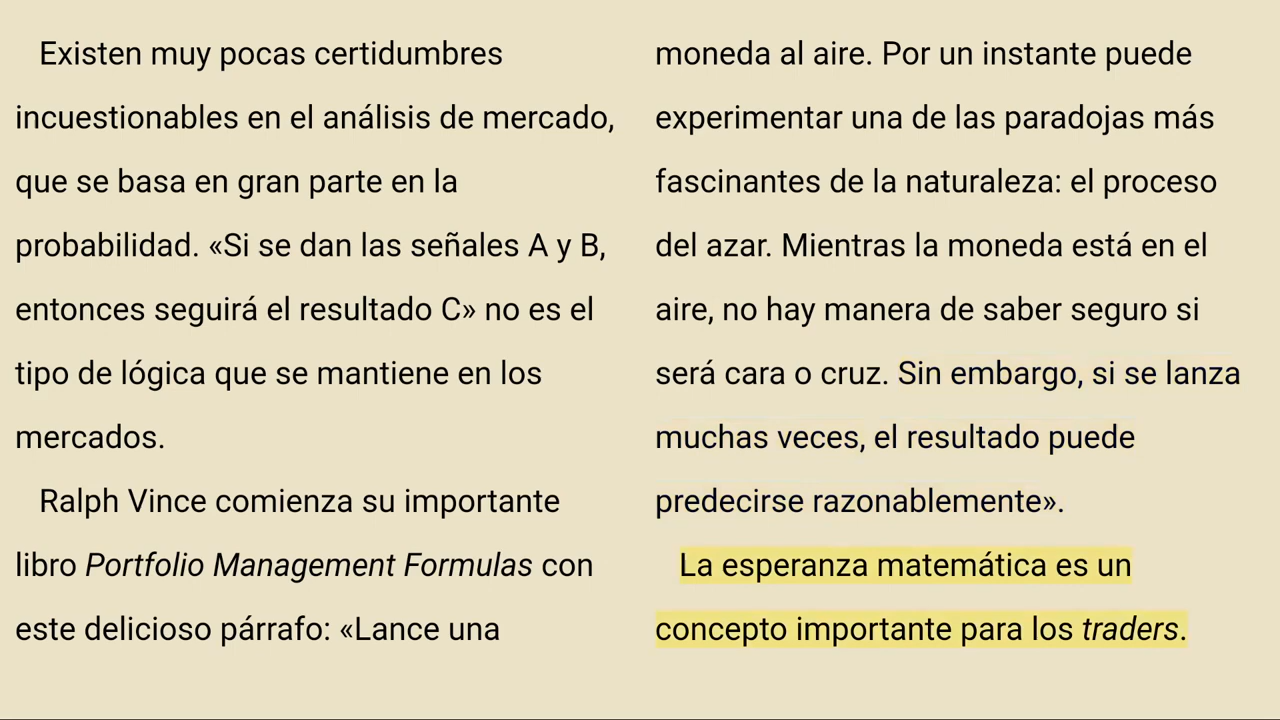 Existen muy pocas certidumbres
incuestionables en el análisis de mercado,
que se basa en gran parte en la
probabilidad. «Si se dan las señales A y B,
entonces seguirá el resultado C» no es el
tipo de lógica que se mantiene en los
mercados.
Ralph Vince comienza su importante
libro Portfolio Management Formulas con
este delicioso párrafo: «Lance una
moneda al aire. Por un instante puede
experimentar una de las paradojas más
fascinantes de la naturaleza: el proceso
del azar. Mientras la moneda está en el
aire, no hay manera de saber seguro si
será cara o cruz. Sin embargo, si se lanza
muchas veces, el resultado puede
predecirse razonablemente».
La esperanza matemática es un
concepto importante para los traders.